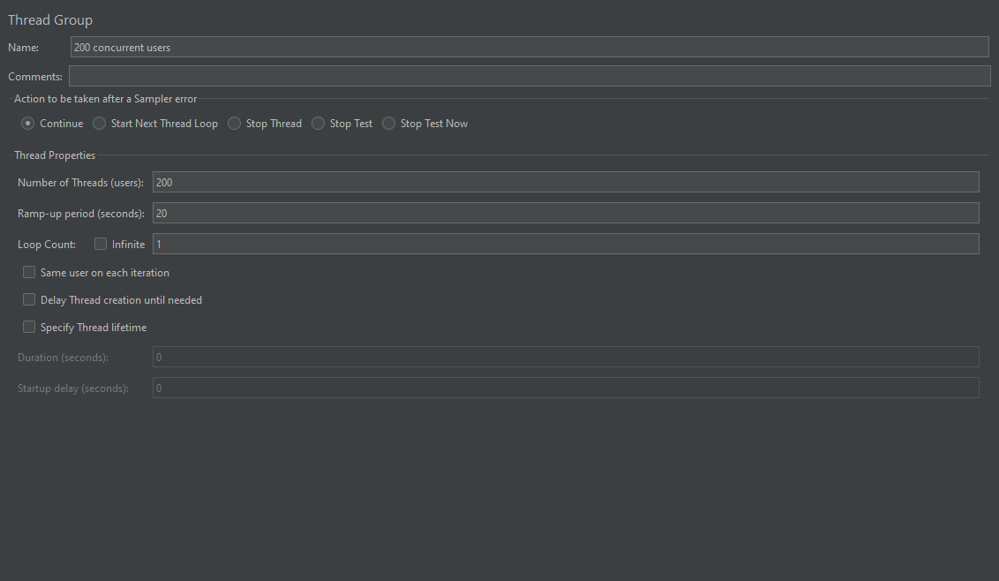 Thread Group
Name: 200 concurrent users
Comments:
Action to be taken after a Sampler error
Continue Start Next Thread Loop Stop Thread Stop Test Stop Test Now
Thread Properties
Number of Threads (users): 200
Ramp-up period (seconds): 20
Loop Count: Infinite 1
Same user on each iteration
Delay Thread creation until needed
Specify Thread lifetime
Duration (seconds): 0
Startup delay (seconds): 0